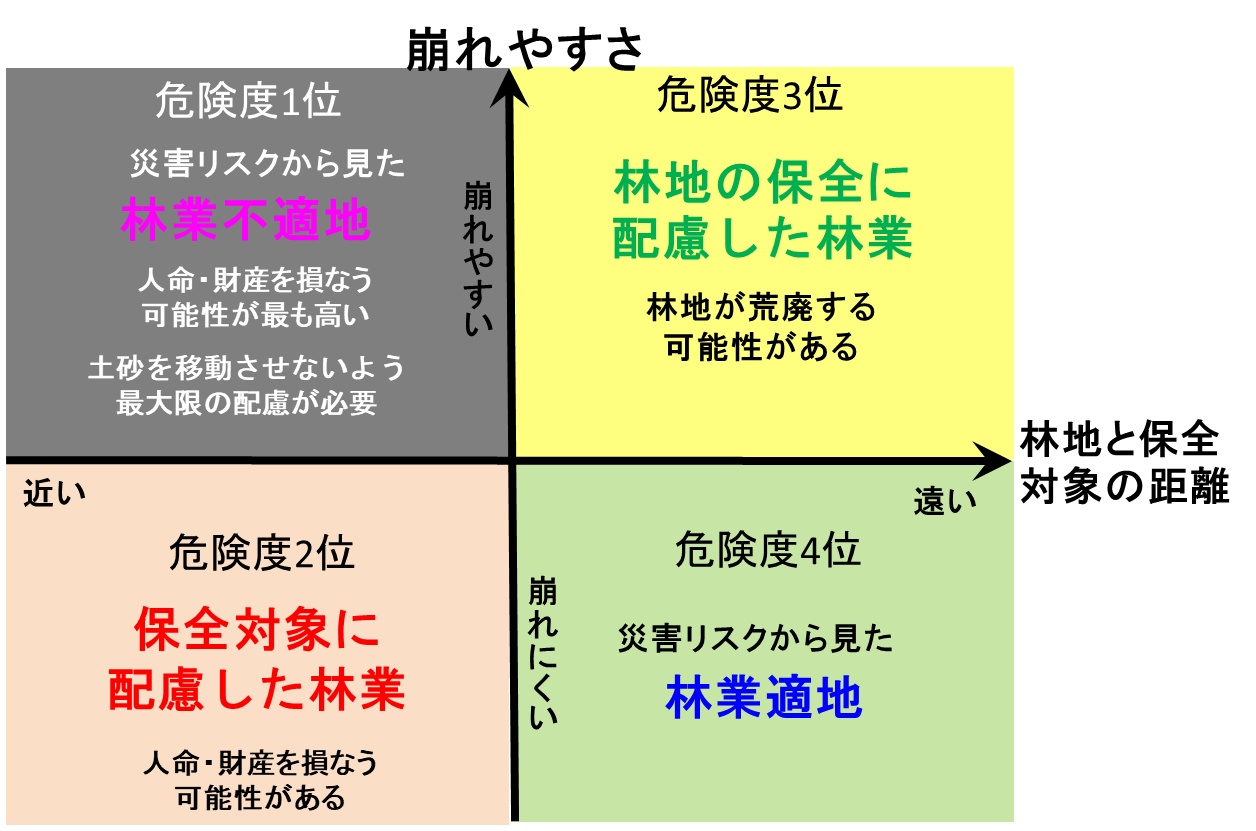 崩れやすさ
危険度1位
災害リスクから見た
林業不適地
人命・財産を損なう
可能性が最も高い
土砂を移動させないよう
最大限の配慮が必要
崩れやすい
危険度3位
林地の保全に
配慮した林業
林地が荒廃する
可能性がある
林地と保全
対象の距離
近い
遠い
危険度2位
保全対象に
配慮した林業
人命・財産を損なう
可能性がある
崩れにくい
危険度4位
災害リスクから見た
林業適地